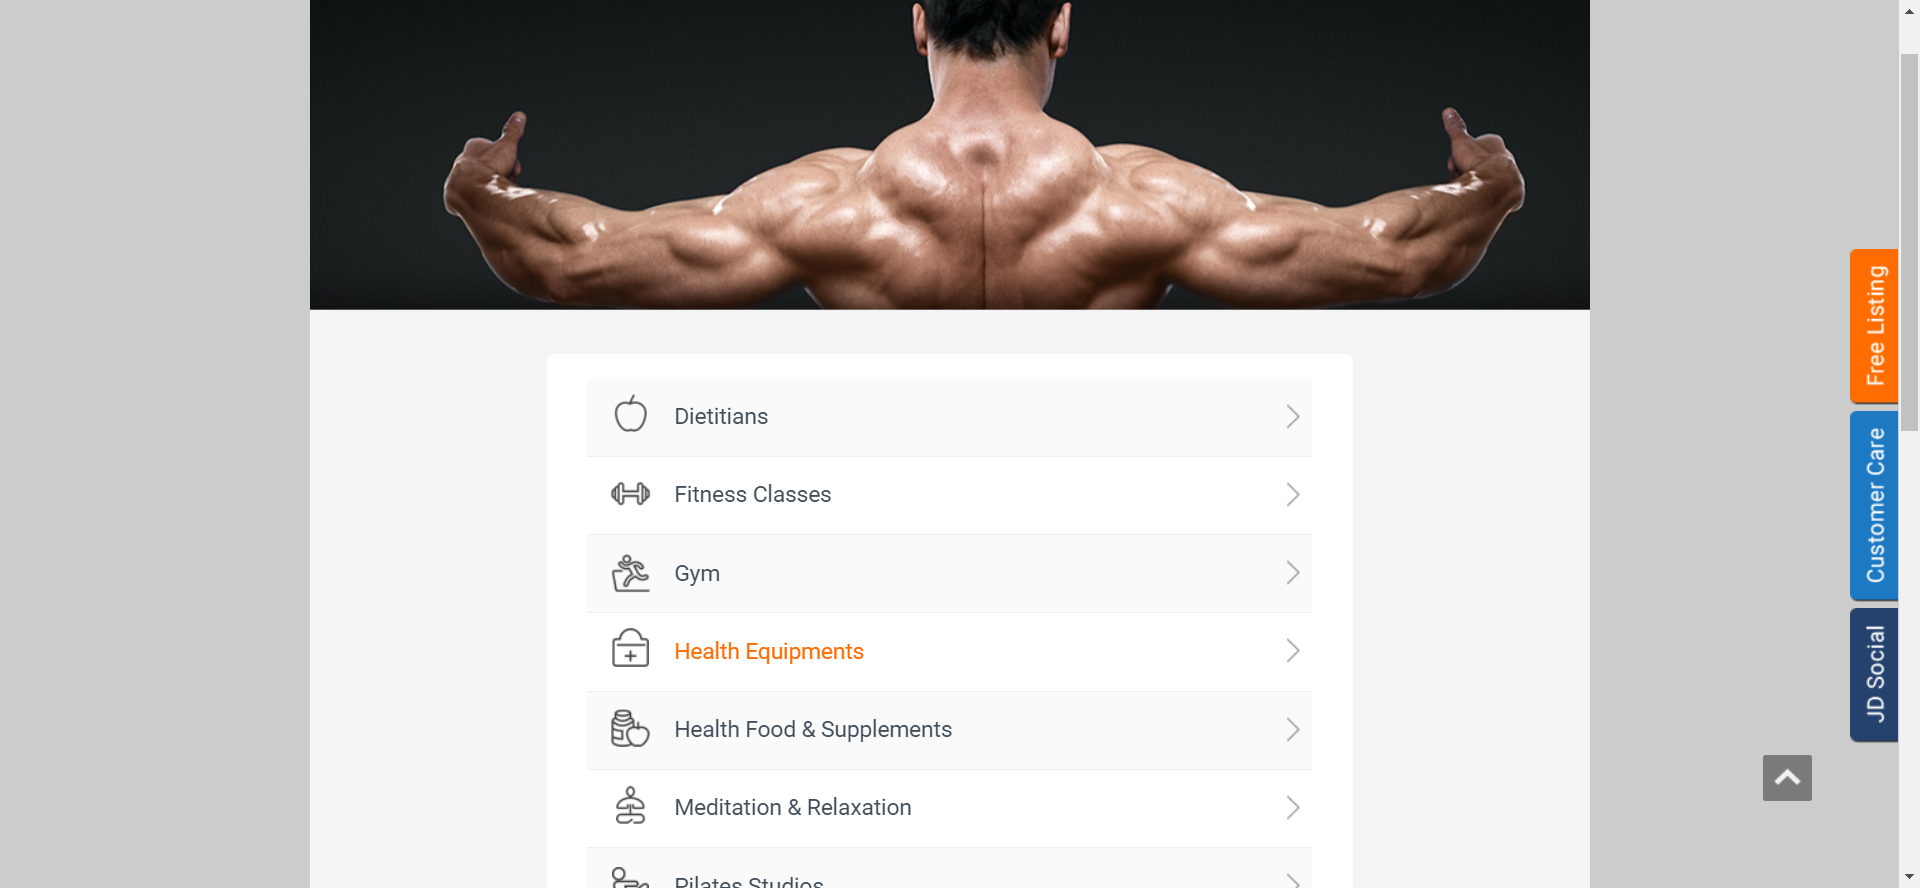 Dietitians
Fitness Classes
Gym
Health Equipments
Health Food & Supplements
Meditation & Relaxation
Pilates Studios
Free Listing
Customer Care
JD Social